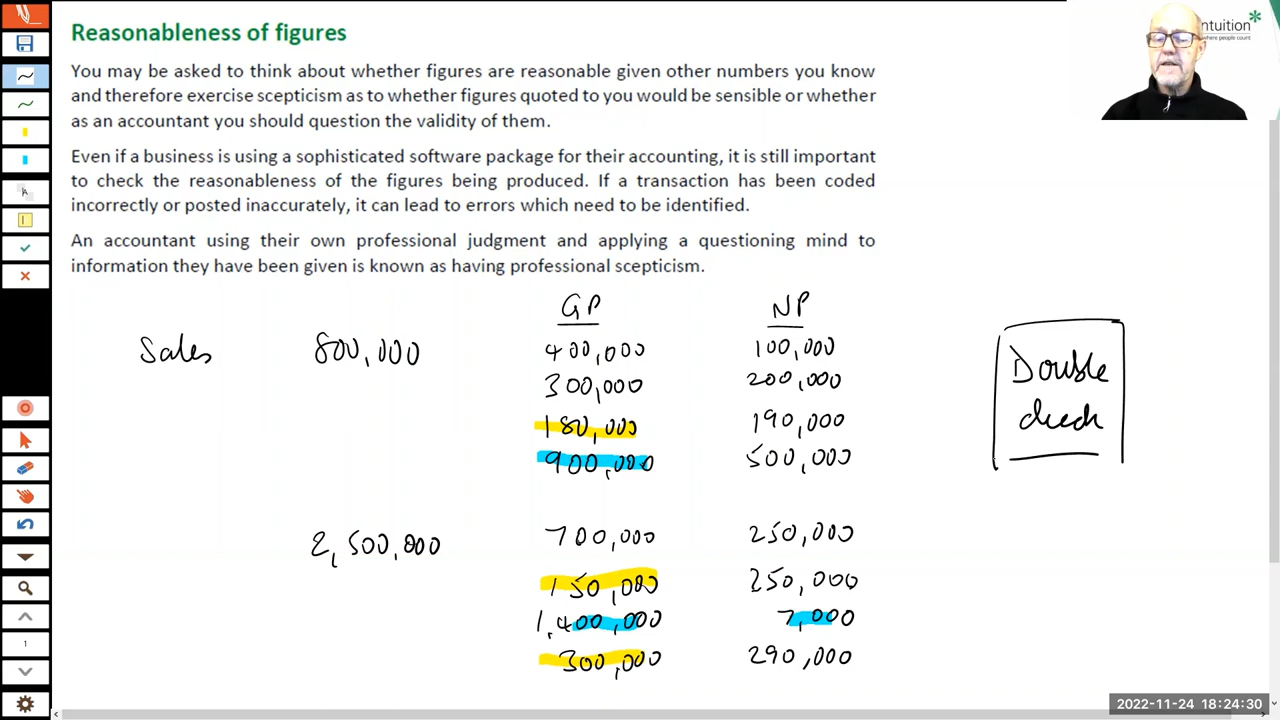 Reasonableness of figures
intuition
where people count
You may be asked to think about whether figures are reasonable given other numbers you know
and therefore exercise scepticism as to whether figures quoted to you would be sensible or whether
as an accountant you should question the validity of them.
Even if a business is using a sophisticated software package for their accounting, it is still important
to check the reasonableness of the figures being produced. If a transaction has been coded
incorrectly or posted inaccurately, it can lead to errors which need to be identified.
An accountant using their own professional judgment and applying a questioning mind to
information they have been given is known as having professional scepticism.
GP NP
Sales 800,000 400,000 100,000
300,000 200,000
180,000 190,000
900,000 500,000
Double
check
2,500,000 700,000 250,000
150,000 250,000
1,400,000 7,000
300,000 290,000
1
2022-11-24 18:24:30